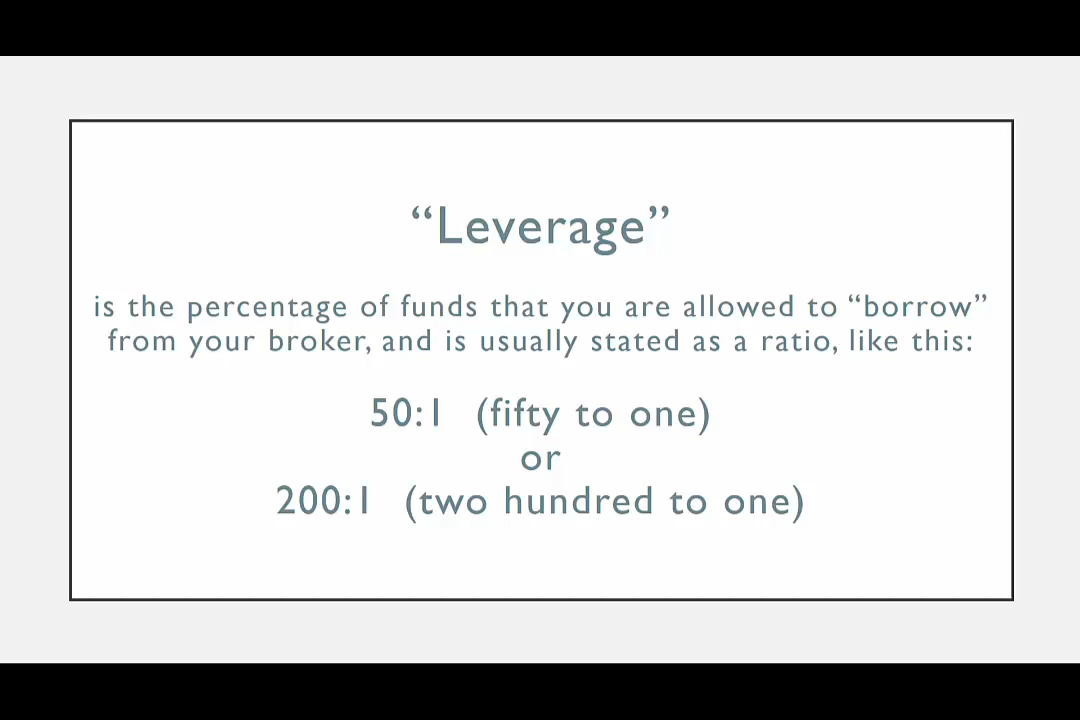 “Leverage”
is the percentage of funds that you are allowed to “borrow”
from your broker, and is usually stated as a ratio, like this:
50:1 (fifty to one)
or
200:1 (two hundred to one)